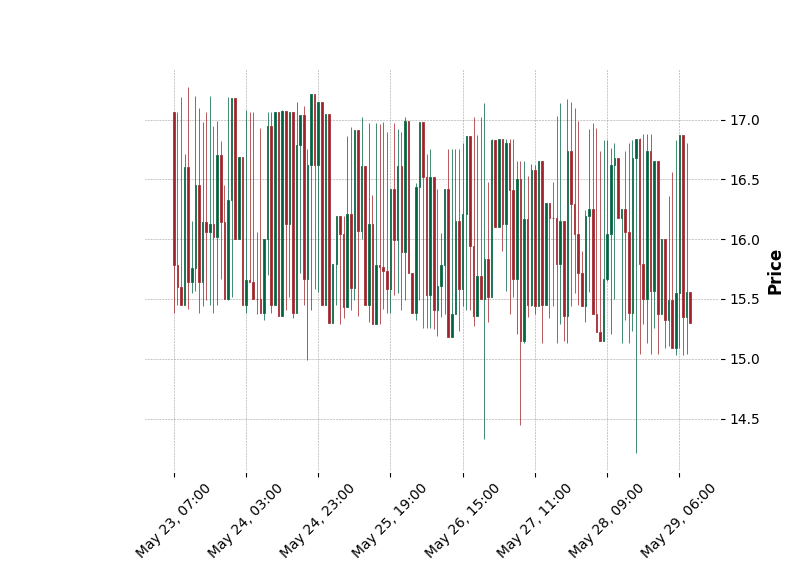 17.0
16.5
16.0
15.5
15.0
14.5
Price
May 23, 07:00
May 24, 03:00
May 24, 23:00
May 25, 19:00
May 26, 15:00
May 27, 11:00
May 28, 09:00
May 29, 06:00